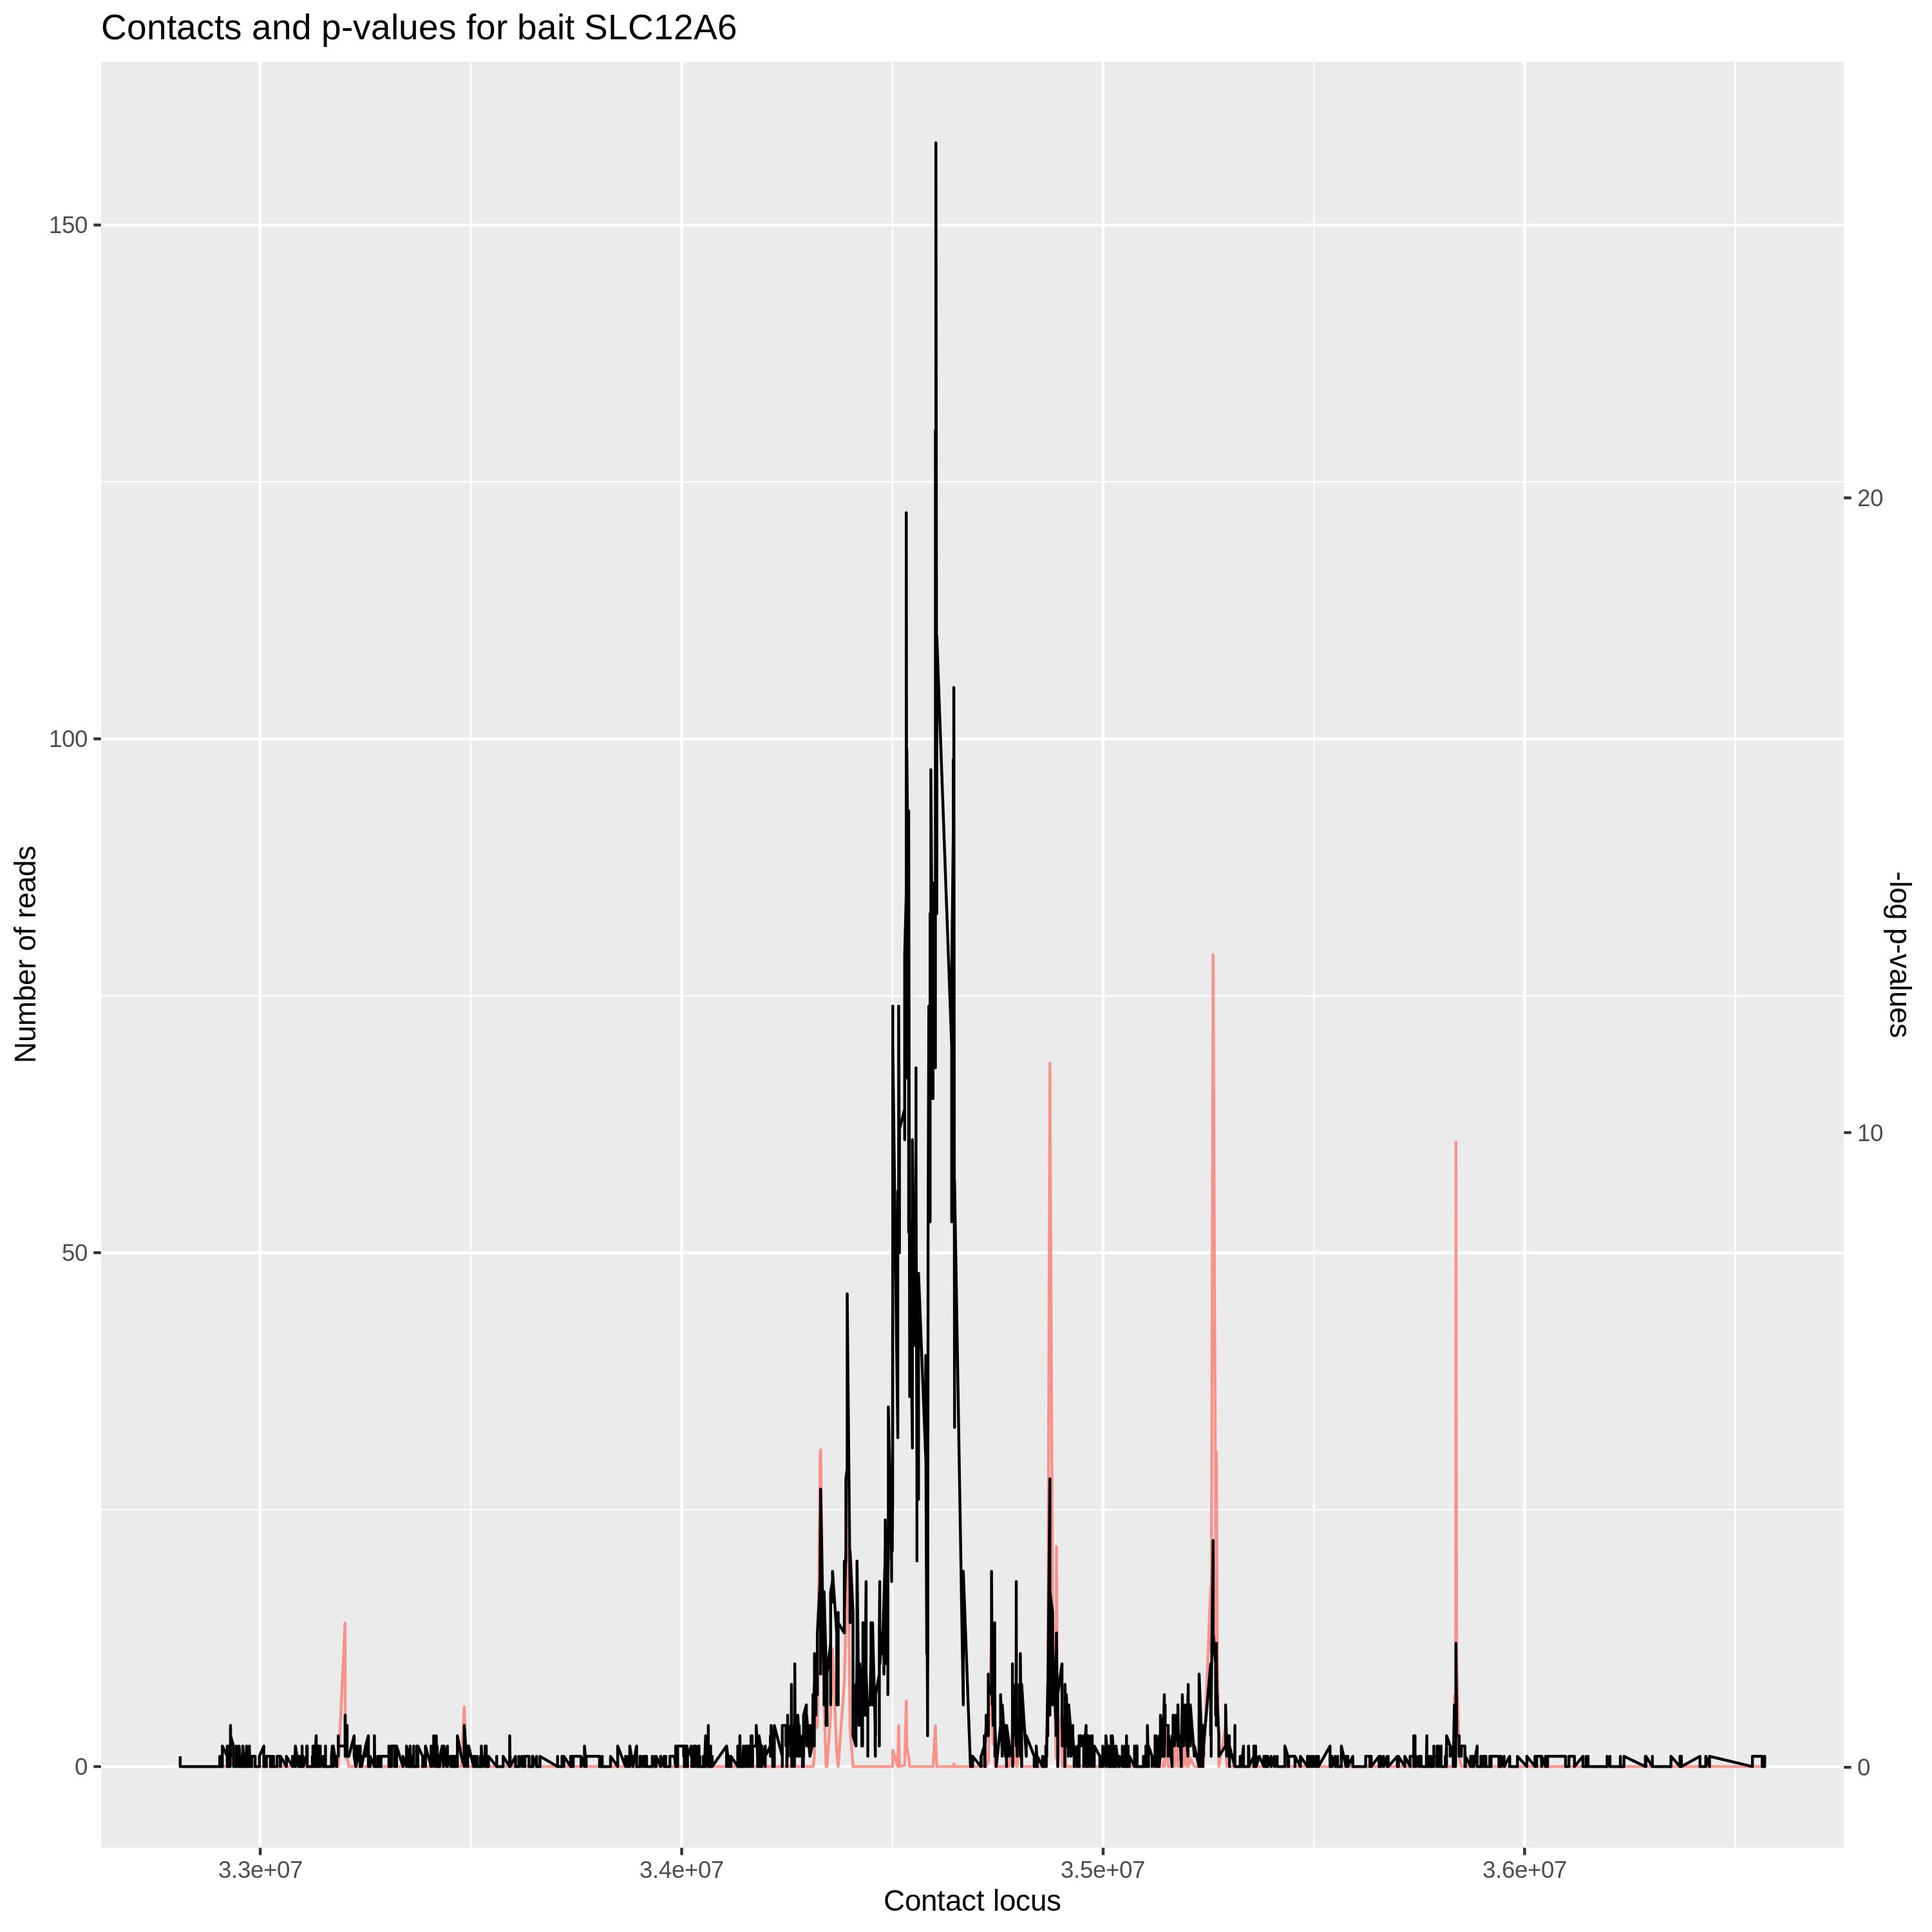 Contacts and p-values for bait SLC12A6
150
100
50
0
20
10
0
Number of reads
-log p-values
3.3e+07
3.4e+07
3.5e+07
3.6e+07
Contact locus